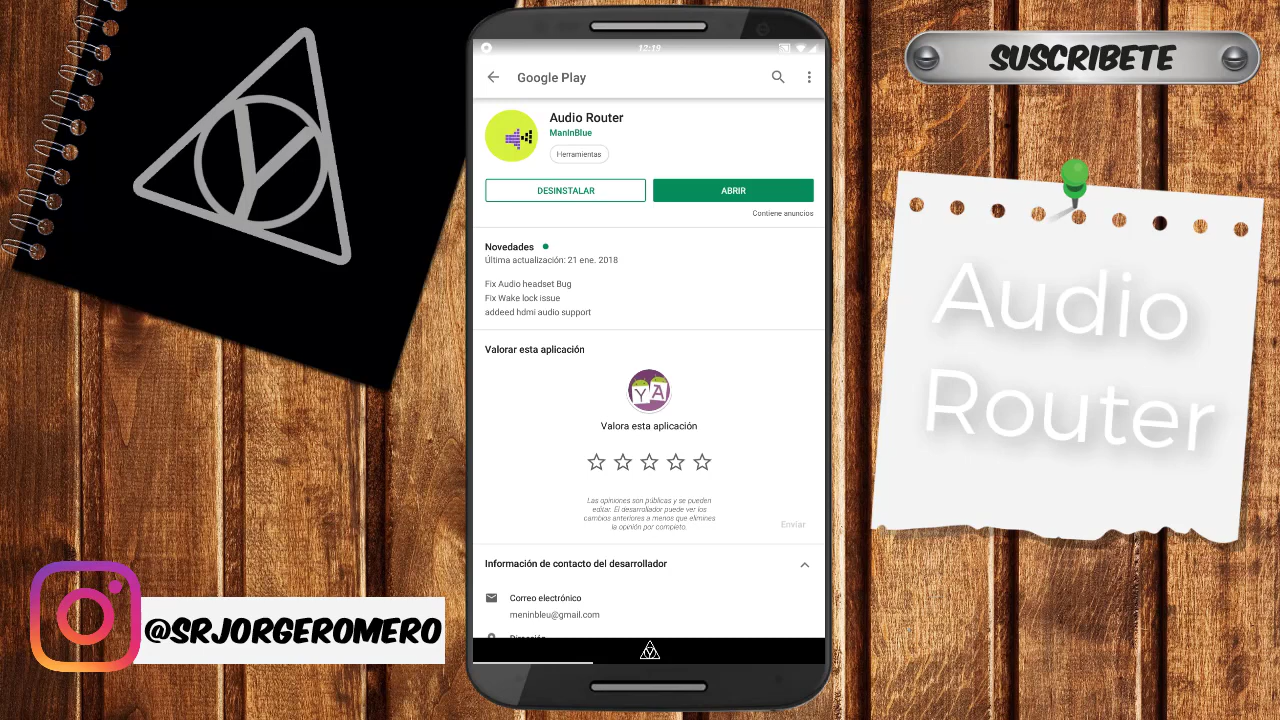 12:19
Google Play
Audio Router
ManInBlue
Herramientas
DESINSTALAR
ABRIR
Contiene anuncios
Novedades
Última actualización: 21 ene. 2018
Fix Audio headset Bug
Fix Wake lock issue
addeed hdmi audio support
Valorar esta aplicación
YA
Valora esta aplicación
Las opiniones son públicas y se pueden
editar. El desarrollador puede ver los
cambios anteriores a menos que elimines
la opinión por completo.
Enviar
Información de contacto del desarrollador
Correo electrónico
meninbleu@gmail.com
Dirección
SUSCRIBETE
Audio
Router
@SRJORGEROMERO